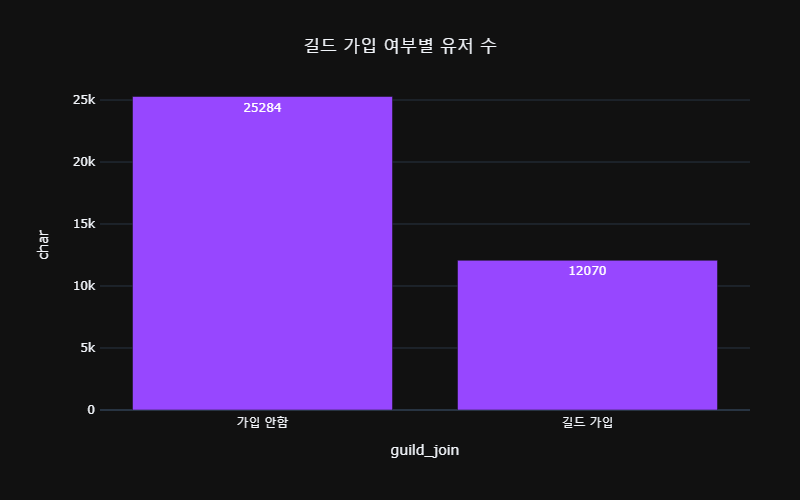 길드 가입 여부별 유저 수
25k
20k
15k
10k
5k
0
25284
12070
char
가입 안함
길드 가입
guild_join